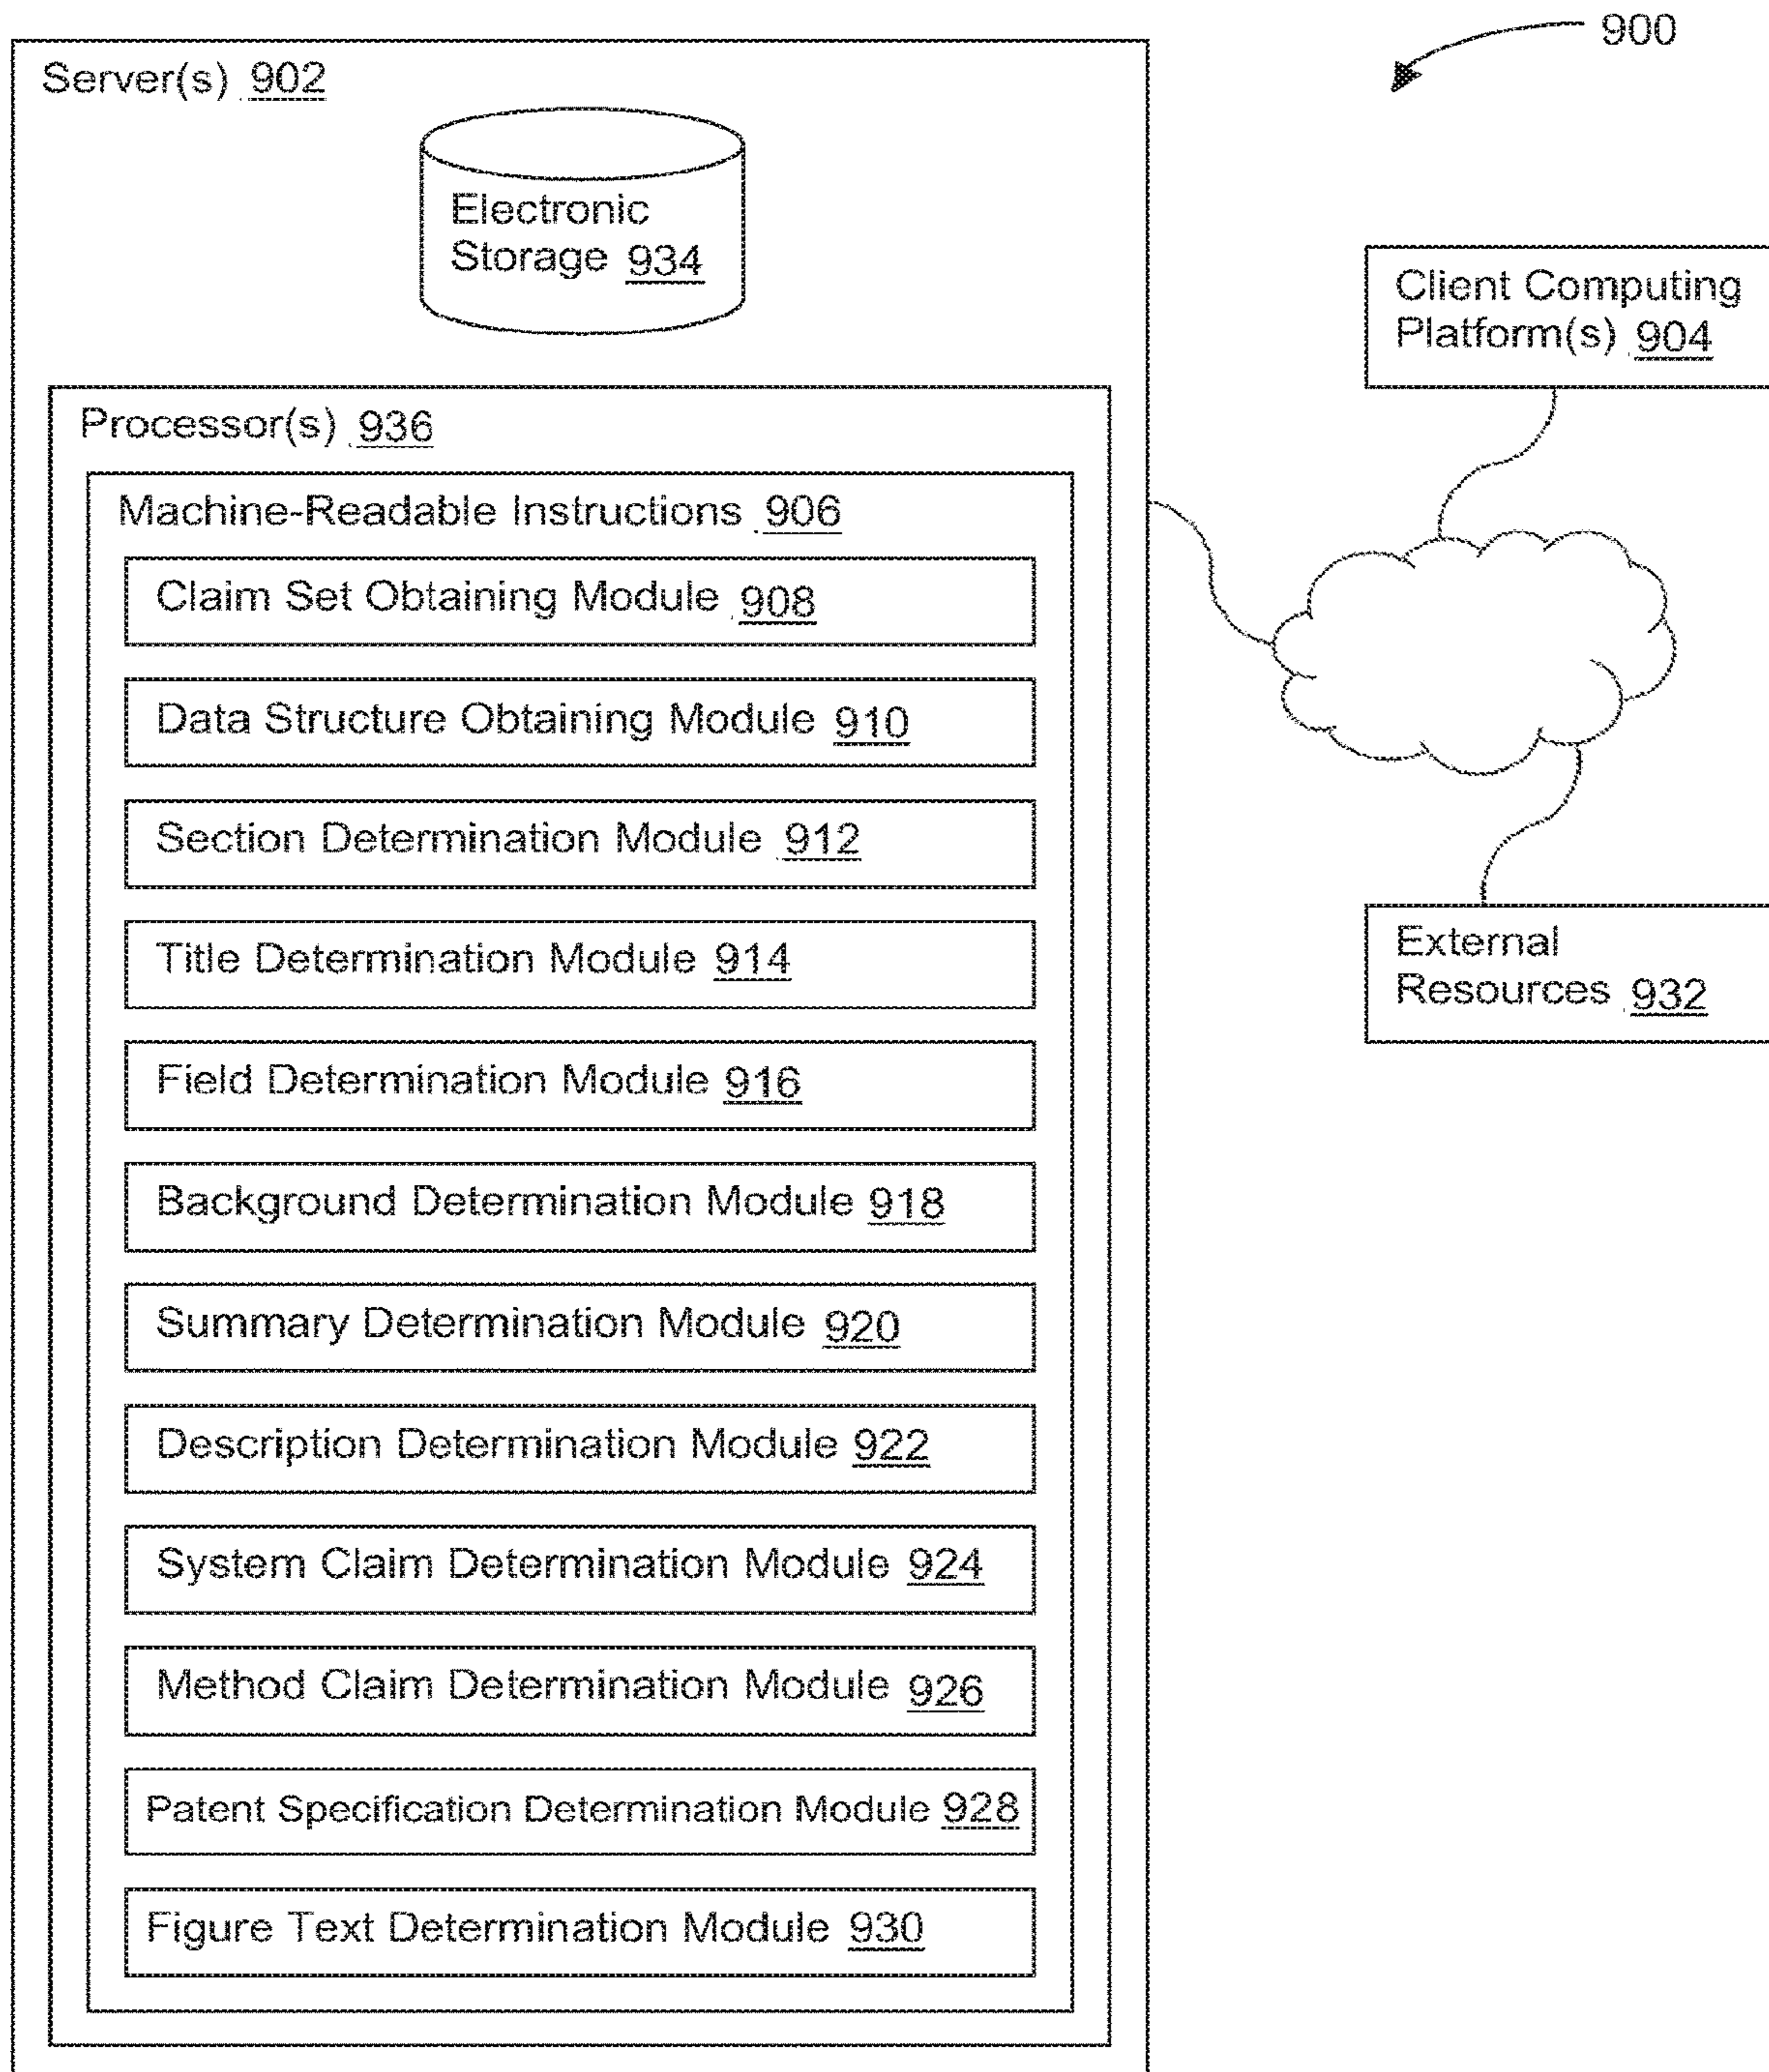 900
Server(s) 902
Electronic
Storage 934
Client Computing
Platform(s) 904
Processor(s) 936
Machine-Readable Instructions 906
Claim Set Obtaining Module 908
Data Structure Obtaining Module 910
Section Determination Module 912
Title Determination Module 914
External
Resources 932
Field Determination Module 916
Background Determination Module 918
Summary Determination Module 920
Description Determination Module 922
System Claim Determination Module 924
Method Claim Determination Module 926
Patent Specification Determination Module 928
Figure Text Determination Module 930